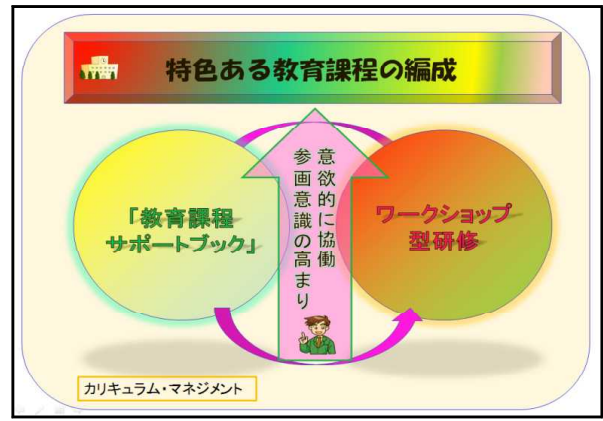 特色ある教育課程の編成
「教育課程
サポートブック」
意欲的に協働
参画意識の高まり
ワークショップ
型研修
カリキュラム・マネジメント